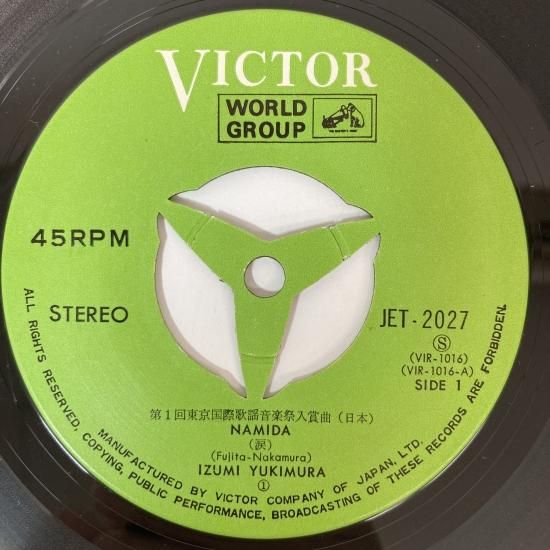 VICTOR
WORLD
GROUP
"HIS MASTER'S VOICE"
45RPM
STEREO
JET-2027
Ⓢ
(VIR-1016)
(VIR-1016-A)
SIDE 1
第1回東京国際歌謡音楽祭入賞曲(日本)
NAMIDA
(涙)
(Fujita-Nakamura)
IZUMI YUKIMURA
①
MANUFACTURED BY VICTOR COMPANY OF JAPAN, LTD.
ALL RIGHTS RESERVED, COPYING, PUBLIC PERFORMANCE, BROADCASTING OF THESE RECORDS ARE FORBIDDEN.